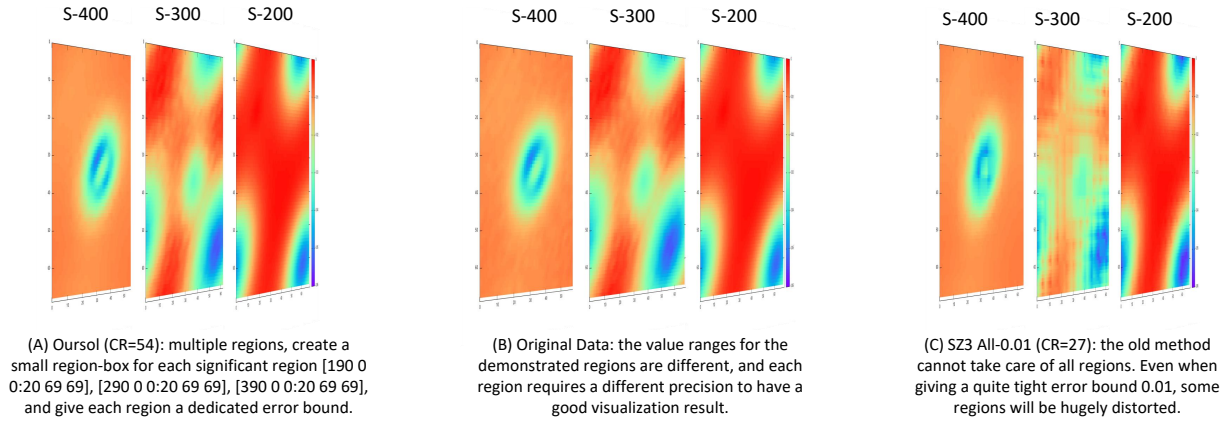 S-400 S-300 S-200
S-400 S-300 S-200
S-400 S-300 S-200
(A) Oursol (CR=54): multiple regions, create a
small region-box for each significant region [190 0
0:20 69 69], [290 0 0:20 69 69], [390 0 0:20 69 69],
and give each region a dedicated error bound.
(B) Original Data: the value ranges for the
demonstrated regions are different, and each
region requires a different precision to have a
good visualization result.
(C) SZ3 All-0.01 (CR=27): the old method
cannot take care of all regions. Even when
giving a quite tight error bound 0.01, some
regions will be hugely distorted.